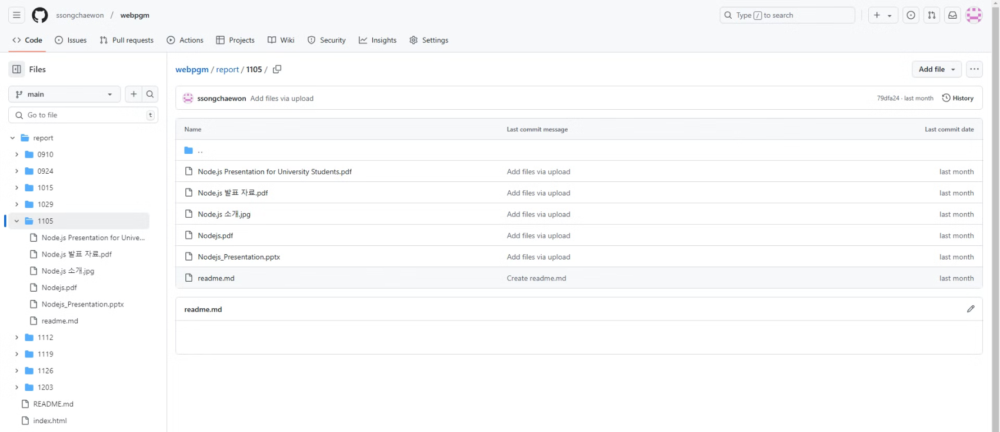 ssongchaewon / webpgm
Type / to search
Code Issues Pull requests Actions Projects Wiki Security Insights Settings
Files
main
Go to file t
report
0910
0924
1015
1029
1105
Node.js Presentation for Unive...
Node.js 발표 자료.pdf
Node.js 소개.jpg
Nodejs.pdf
Nodejs_Presentation.pptx
readme.md
1112
1119
1126
1203
README.md
index.html
webpgm / report / 1105 /
Add file
ssongchaewon Add files via upload
79dfa24 · last month History
Name Last commit message Last commit date
..
Node.js Presentation for University Students.pdf Add files via upload last month
Node.js 발표 자료.pdf Add files via upload last month
Node.js 소개.jpg Add files via upload last month
Nodejs.pdf Add files via upload last month
Nodejs_Presentation.pptx Add files via upload last month
readme.md Create readme.md last month
readme.md